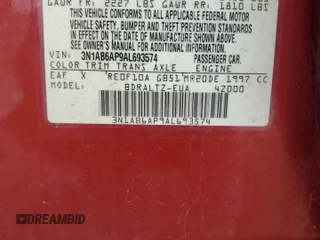 GAWR FR: 2227 LBS GAWR RR: 1810 LBS
THIS VEHICLE CONFORMS TO ALL APPLICABLE FEDERAL MOTOR
VEHICLE SAFETY, BUMPER AND THEFT PREVENTION STANDARDS
IN EFFECT ON THE DATE OF MANUFACTURE SHOWN ABOVE.
SEE OWNER'S MANUAL FOR FURTHER INFORMATION.
VIN: 3N1AB6AP9AL693574 PASSENGER CAR.
COLOR TRIM TRANS AXLE ENGINE
EAF X RE0F10A GB51 MR20DE 1997 CC
MODEL: BDRALTZ-EUA 4Z000
3N1AB6AP9AL693574
© DREAMBID